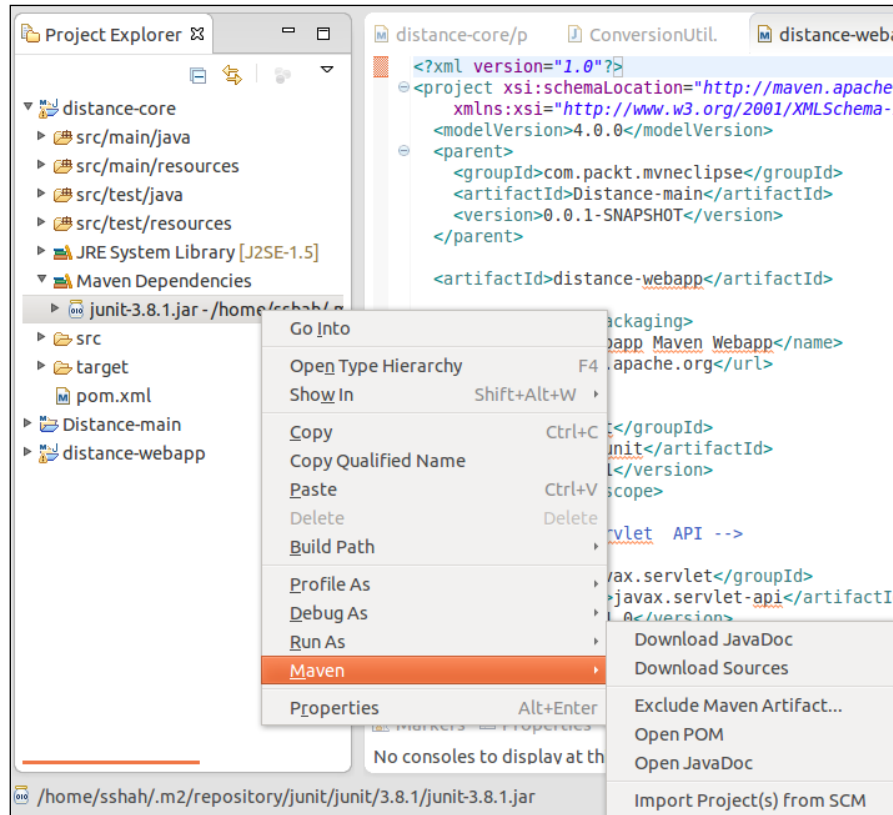 Project Explorer
distance-core
src/main/java
src/main/resources
src/test/java
src/test/resources
JRE System Library [J2SE-1.5]
Maven Dependencies
junit-3.8.1.jar - /home/sshah/.m
src
target
pom.xml
Distance-main
distance-webapp
distance-core/p
ConversionUtil.
distance-weba
<?xml version="1.0"?>
<project xsi:schemaLocation="http://maven.apache
xmlns:xsi="http://www.w3.org/2001/XMLSchema-
<modelVersion>4.0.0</modelVersion>
<parent>
<groupId>com.packt.mvneclipse</groupId>
<artifactId>Distance-main</artifactId>
<version>0.0.1-SNAPSHOT</version>
</parent>
<artifactId>distance-webapp</artifactId>
ackaging>
app Maven Webapp</name>
.apache.org</url>
</groupId>
unit</artifactId>
</version>
scope>
rvlet API -->
vax.servlet</groupId>
>javax.servlet-api</artifactI
.0</version>
Go Into
Open Type Hierarchy F4
Show In Shift+Alt+W
Copy Ctrl+C
Copy Qualified Name
Paste Ctrl+V
Delete Delete
Build Path
Profile As
Debug As
Run As
Maven
Properties Alt+Enter
Download JavaDoc
Download Sources
Exclude Maven Artifact...
Open POM
Open JavaDoc
Import Project(s) from SCM
Markers Properties
No consoles to display at th
/home/sshah/.m2/repository/junit/junit/3.8.1/junit-3.8.1.jar